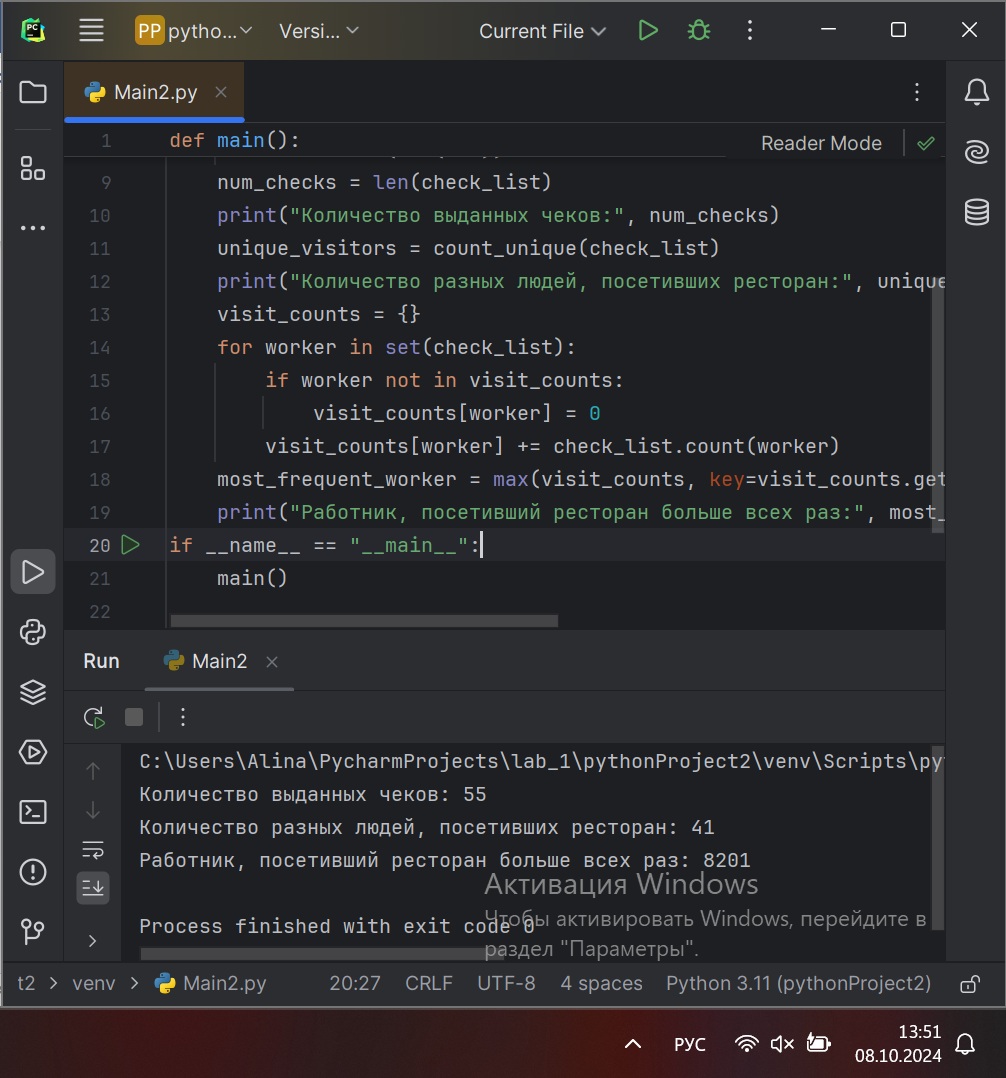 PC
PP pytho... Versi... Current File
Main2.py
1 def main():
Reader Mode
9 num_checks = len(check_list)
10 print("Количество выданных чеков:", num_checks)
11 unique_visitors = count_unique(check_list)
12 print("Количество разных людей, посетивших ресторан:", unique
13 visit_counts = {}
14 for worker in set(check_list):
15 if worker not in visit_counts:
16 visit_counts[worker] = 0
17 visit_counts[worker] += check_list.count(worker)
18 most_frequent_worker = max(visit_counts, key=visit_counts.get
19 print("Работник, посетивший ресторан больше всех раз:", most_
20 if __name__ == "__main__":
21 main()
22
Run Main2
C:\Users\Alina\PycharmProjects\lab_1\pythonProject2\venv\Scripts\py
Количество выданных чеков: 55
Количество разных людей, посетивших ресторан: 41
Работник, посетивший ресторан больше всех раз: 8201
Активация Windows
Чтобы активировать Windows, перейдите в
раздел "Параметры".
Process finished with exit code 0
t2 > venv > Main2.py 20:27 CRLF UTF-8 4 spaces Python 3.11 (pythonProject2)
РУС
13:51
08.10.2024